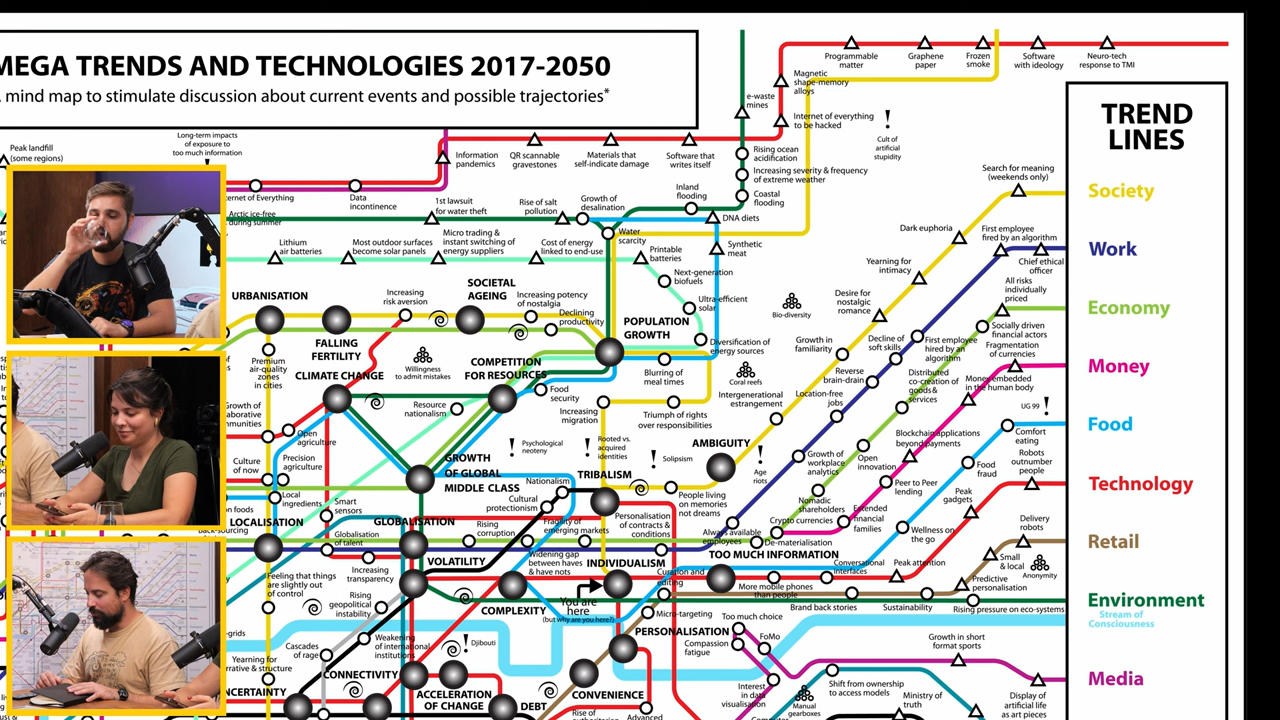 MEGA TRENDS AND TECHNOLOGIES 2017-2050
mind map to stimulate discussion about current events and possible trajectories*
Peak landfill
(some regions)
Long-term impacts
of exposure to
too much information
Information
pandemics
QR scannable
gravestones
Materials that
self-indicate damage
Software that
writes itself
Programmable
matter
Graphene
paper
Frozen
smoke
Software
with ideology
Neuro-tech
response to TMI
Magnetic
shape-memory
alloys
e-waste
mines
Internet of everything
to be hacked
Cult of
artificial
stupidity
Rising ocean
acidification
Increasing severity & frequency
of extreme weather
Coastal
flooding
Inland
flooding
ernet of Everything
Data
incontinence
Arctic ice-free
during summer
1st lawsuit
for water theft
Rise of salt
pollution
Growth of
desalination
DNA diets
Water
scarcity
Synthetic
meat
Lithium
air batteries
Most outdoor surfaces
become solar panels
Micro trading &
instant switching of
energy suppliers
Cost of energy
linked to end-use
Printable
batteries
Next-generation
biofuels
Ultra-efficient
solar
Diversification of
energy sources
Bio-diversity
Coral reefs
URBANISATION
Increasing
risk aversion
SOCIETAL
AGEING
Increasing potency
of nostalgia
Declining
productivity
POPULATION
GROWTH
FALLING
FERTILITY
CLIMATE CHANGE
Willingness
to admit mistakes
COMPETITION
FOR RESOURCES
Food
security
Blurring of
meal times
Premium
air-quality
zones
in cities
Resource
nationalism
Increasing
migration
Triumph of rights
over responsibilities
Growth of
aborative
munities
Open
agriculture
Culture
of now
Precision
agriculture
Local
ingredients
Smart
sensors
LOCALISATION
GROWTH
OF GLOBAL
MIDDLE CLASS
Psychological
neoteny
Rooted vs.
acquired
identities
Solipsism
AMBIGUITY
Age
riots
TRIBALISM
Nationalism
Cultural
protectionism
People living
on memories
not dreams
GLOBALISATION
Globalisation
of talent
Rising
corruption
Fragility of
emerging markets
Personalisation
of contracts &
conditions
Always available
employees
De-materialisation
Crypto currencies
Increasing
transparency
VOLATILITY
Widening gap
between haves
& have nots
INDIVIDUALISM
Curation and
editing
TOO MUCH INFORMATION
Conversational
interfaces
More mobile phones
than people
Peak attention
Feeling that things
are slightly out
of control
Rising
geopolitical
instability
COMPLEXITY
You are
here
(but why are you here?)
Micro-targeting
Brand back stories
Sustainability
Rising pressure on eco-systems
Weakening of
international
institutions
Djibouti
PERSONALISATION
Too much choice
Compassion
fatigue
FoMo
Cascades
of rage
-grids
Yearning for
rative & structure
CONNECTIVITY
NCERTAINTY
ACCELERATION
OF CHANGE
DEBT
CONVENIENCE
Rise of
Advanced
Interest
in data
visualisation
Manual
gearboxes
Shift from ownership
to access models
Ministry of
truth
Growth in short
format sports
Display of
artificial life
as art pieces
Search for meaning
(weekends only)
Dark euphoria
Yearning for
intimacy
Desire for
nostalgic
romance
Growth in
familiarity
Intergenerational
estrangement
First employee
fired by an algorithm
Chief ethical
officer
Decline of
soft skills
First employee
hired by an
algorithm
Reverse
brain-drain
Location-free
jobs
Growth of
workplace
analytics
All risks
individually
priced
Socially driven
financial actors
Distributed
co-creation of
goods &
services
Open
innovation
Nomadic
shareholders
Fragmentation
of currencies
Money embedded
in the human body
Blockchain applications
beyond payments
Peer to Peer
lending
Extended
financial
families
UG 99
Comfort
eating
Food
fraud
Wellness on
the go
Robots
outnumber
people
Peak
gadgets
Delivery
robots
Small
& local
Anonymity
Predictive
personalisation
TREND
LINES
Society
Work
Economy
Money
Food
Technology
Retail
Environment
Stream of
Consciousness
Media